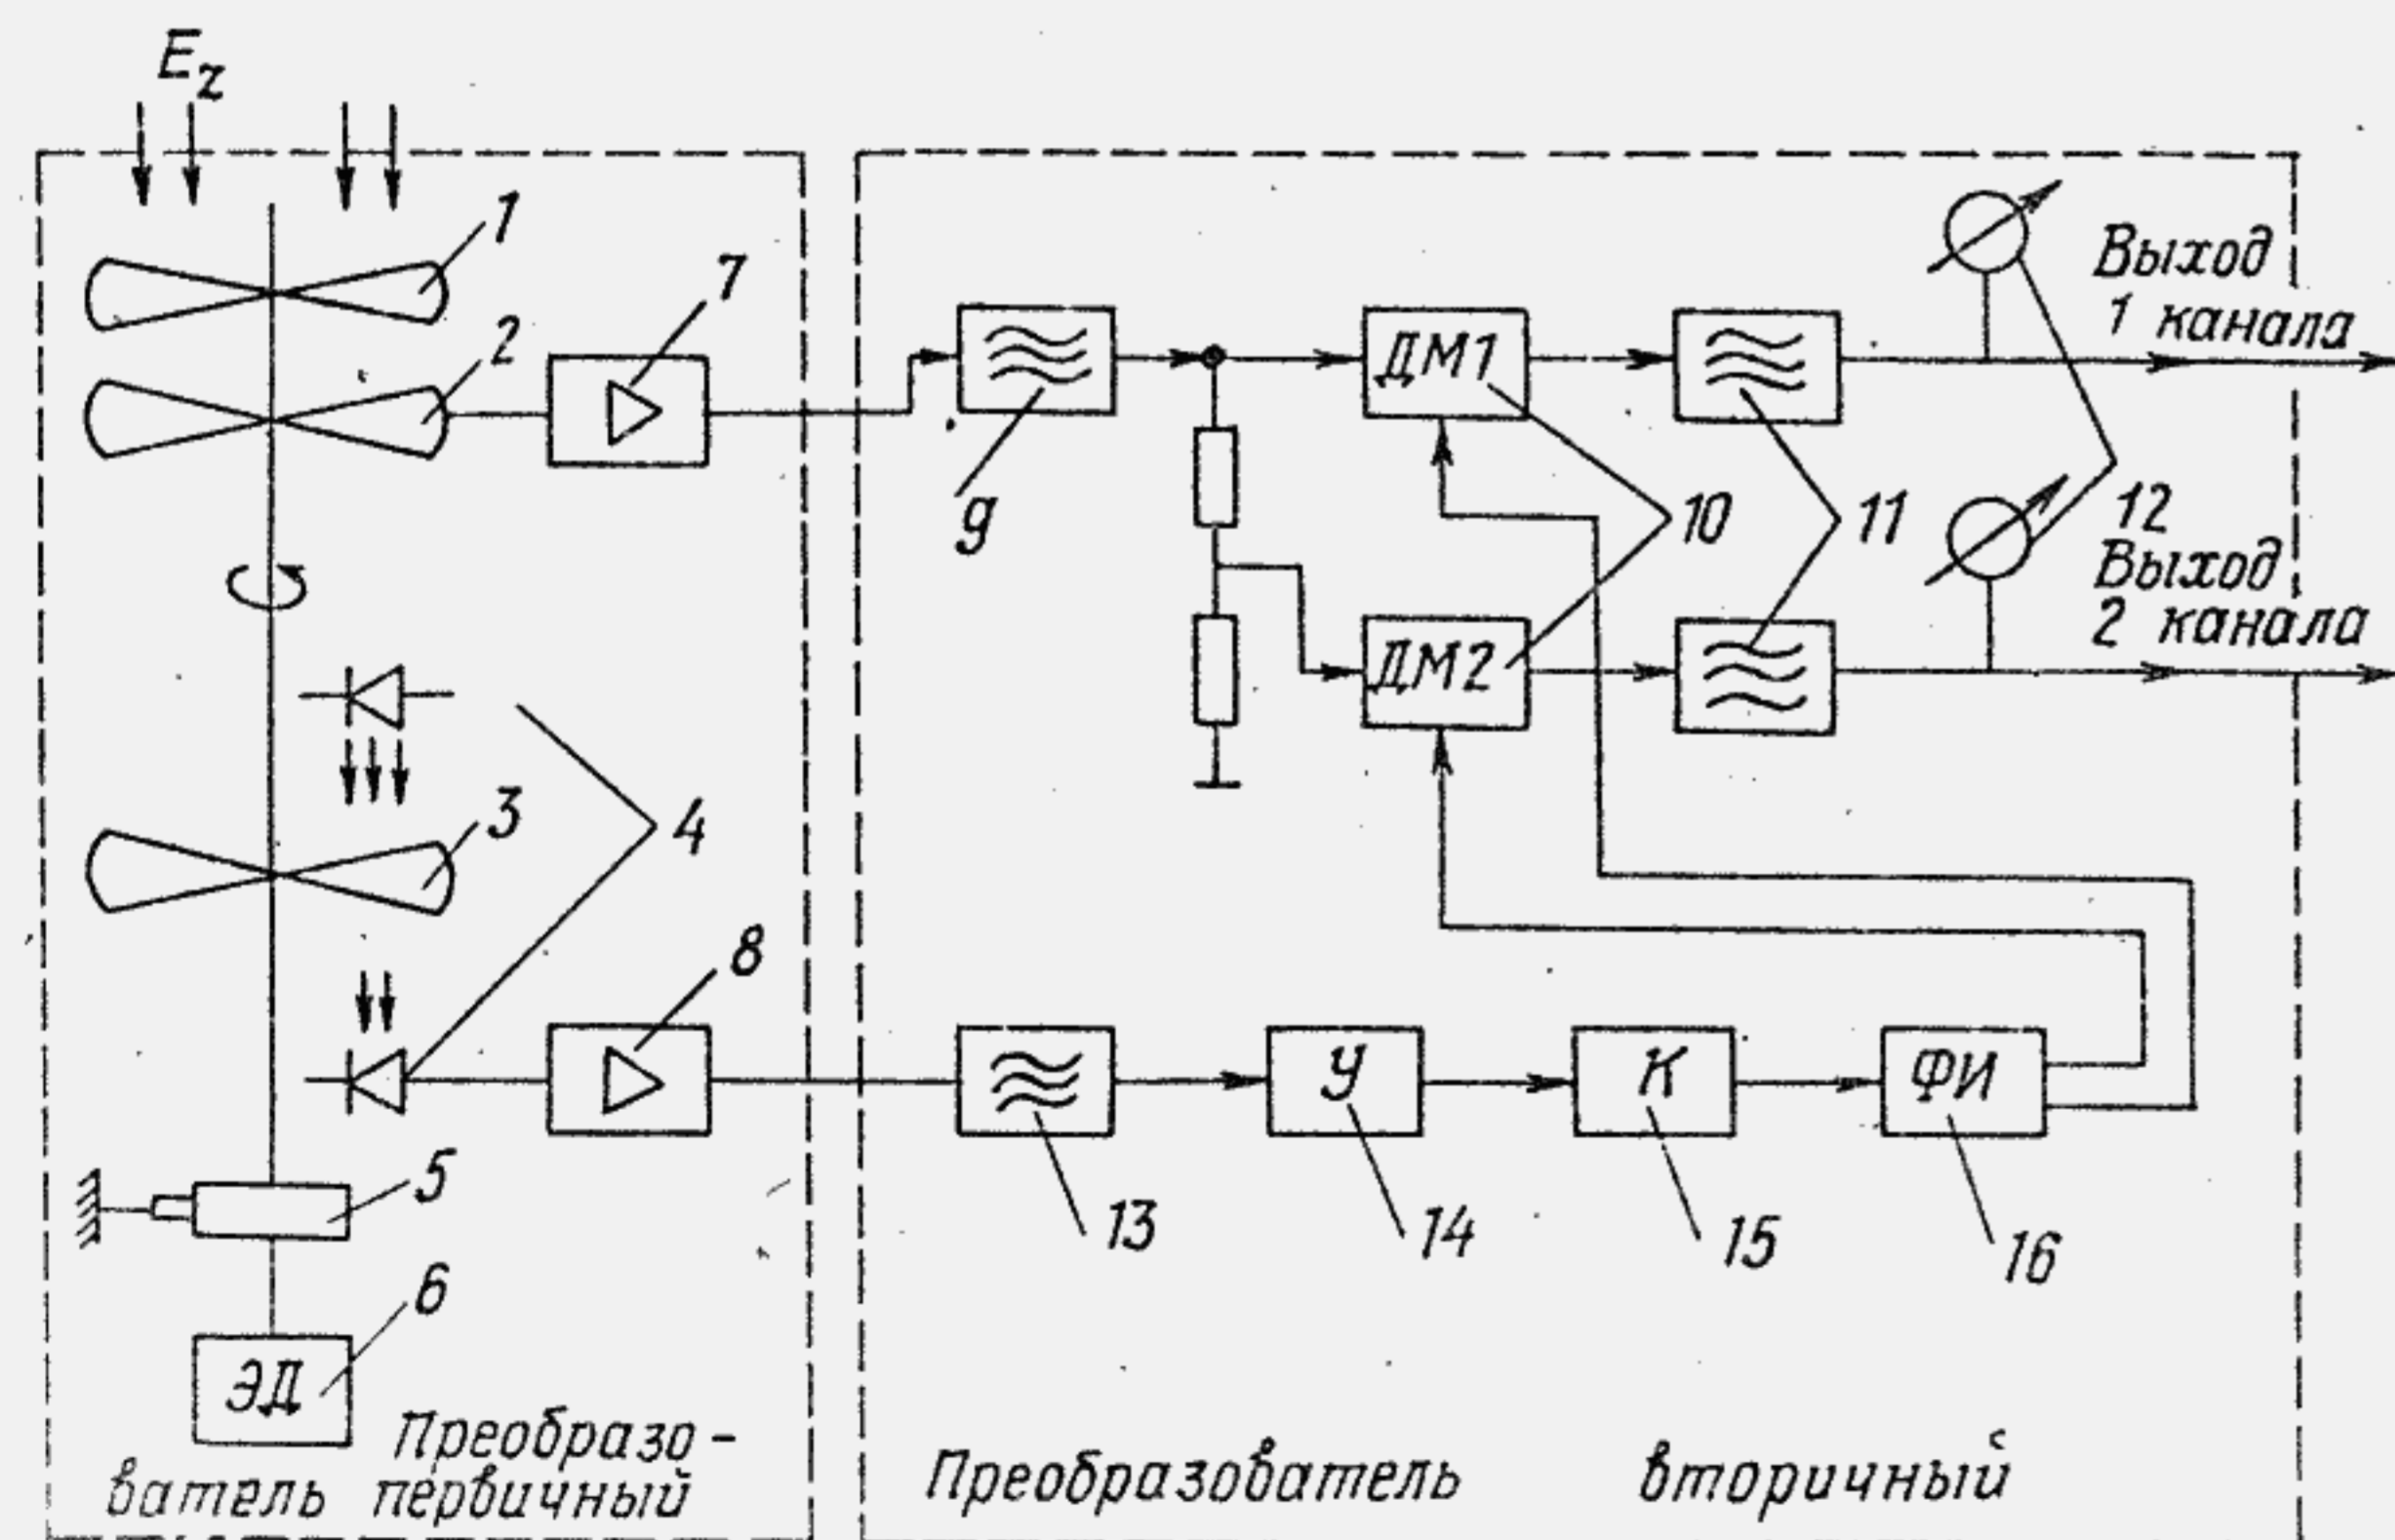 Ez
1
2
7
Выход
1 канала
ДМ1
9
10
11
12
Выход
2 канала
ДМ2
3
4
8
У
К
ФИ
5
13
14
15
16
6
ЭД
Преобразо-
ватель первичный
Преобразователь вторичный